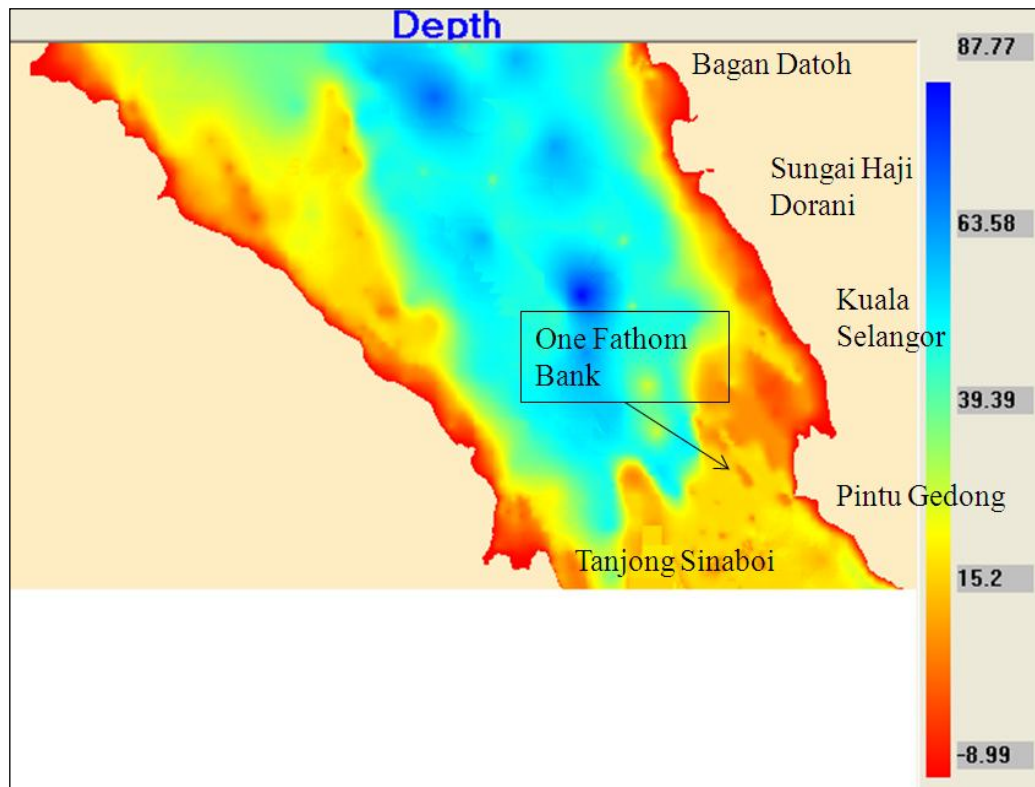 Depth
87.77
Bagan Datoh
Sungai Haji
Dorani
63.58
Kuala
Selangor
One Fathom
Bank
39.39
Pintu Gedong
Tanjong Sinaboi
15.2
-8.99